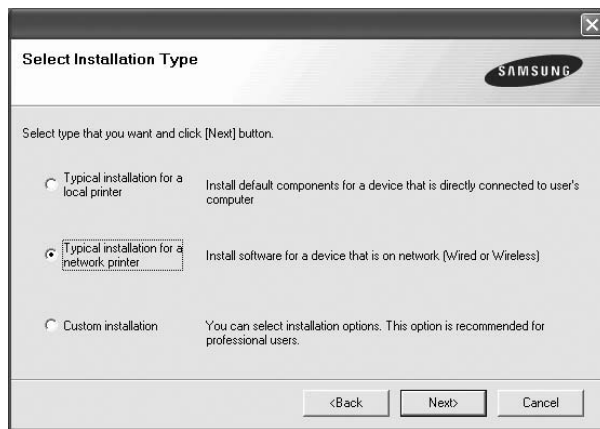 Select Installation Type
SAMSUNG
Select type that you want and click [Next] button.
Typical installation for a
local printer
Install default components for a device that is directly connected to user's
computer
Typical installation for a
network printer
Install software for a device that is on network (Wired or Wireless)
Custom installation
You can select installation options. This option is recommended for
professional users.
<Back
Next>
Cancel